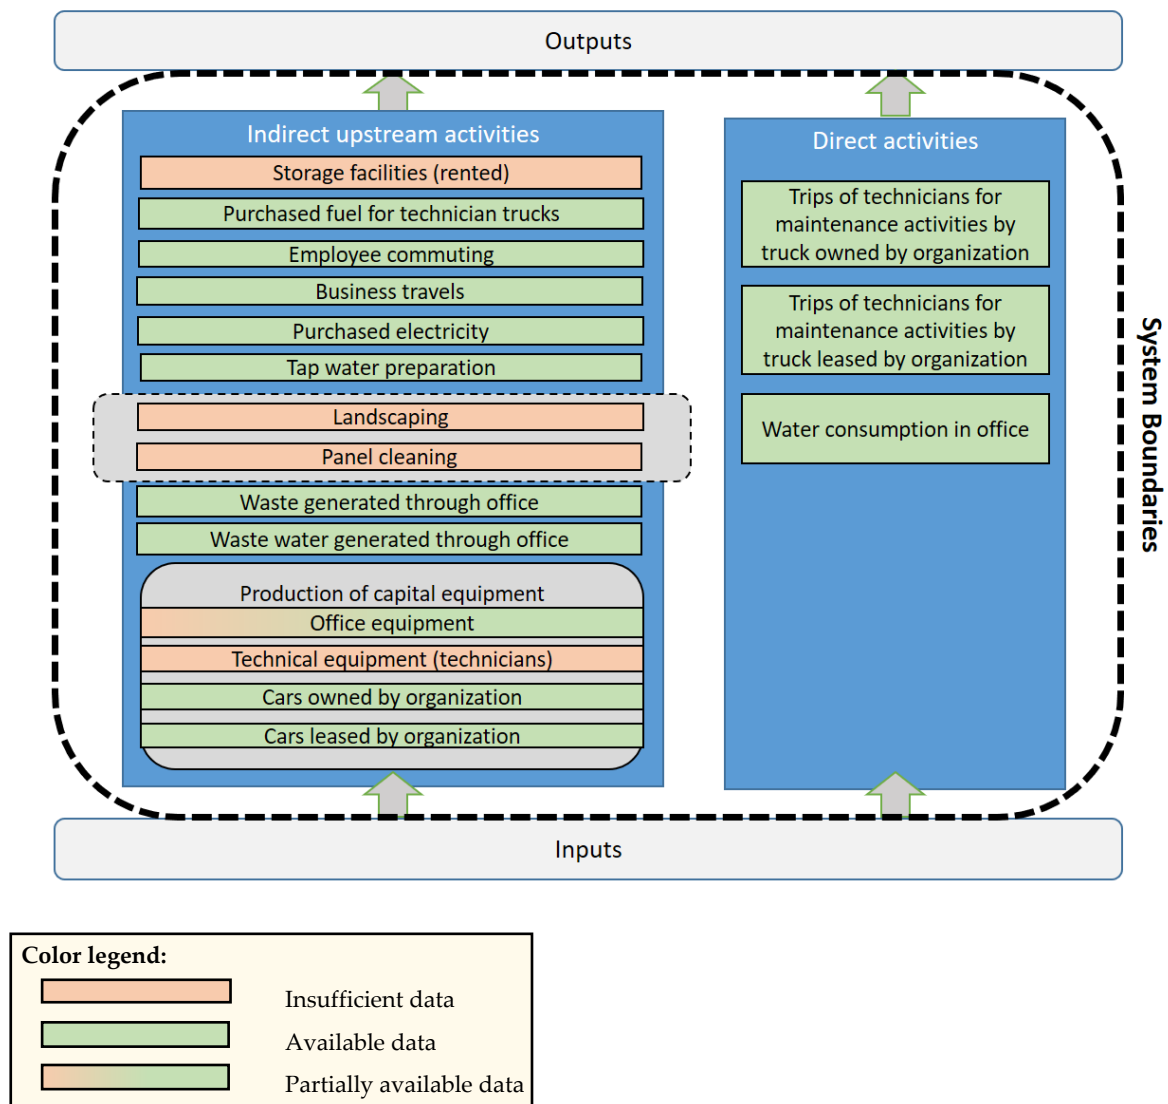 Outputs
Indirect upstream activities
Storage facilities (rented)
Purchased fuel for technician trucks
Employee commuting
Business travels
Purchased electricity
Tap water preparation
Landscaping
Panel cleaning
Waste generated through office
Waste water generated through office
Production of capital equipment
Office equipment
Technical equipment (technicians)
Cars owned by organization
Cars leased by organization
Direct activities
Trips of technicians for
maintenance activities by
truck owned by organization
Trips of technicians for
maintenance activities by
truck leased by organization
Water consumption in office
System Boundaries
Inputs
Color legend:
Insufficient data
Available data
Partially available data